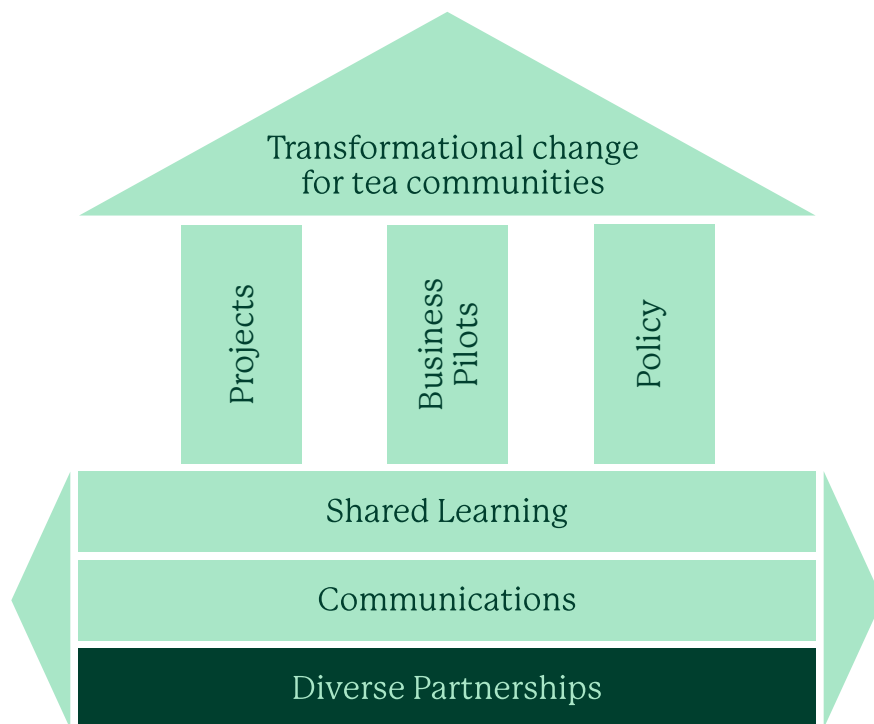 Transformational change
for tea communities
Projects
Business
Pilots
Policy
Shared Learning
Communications
Diverse Partnerships